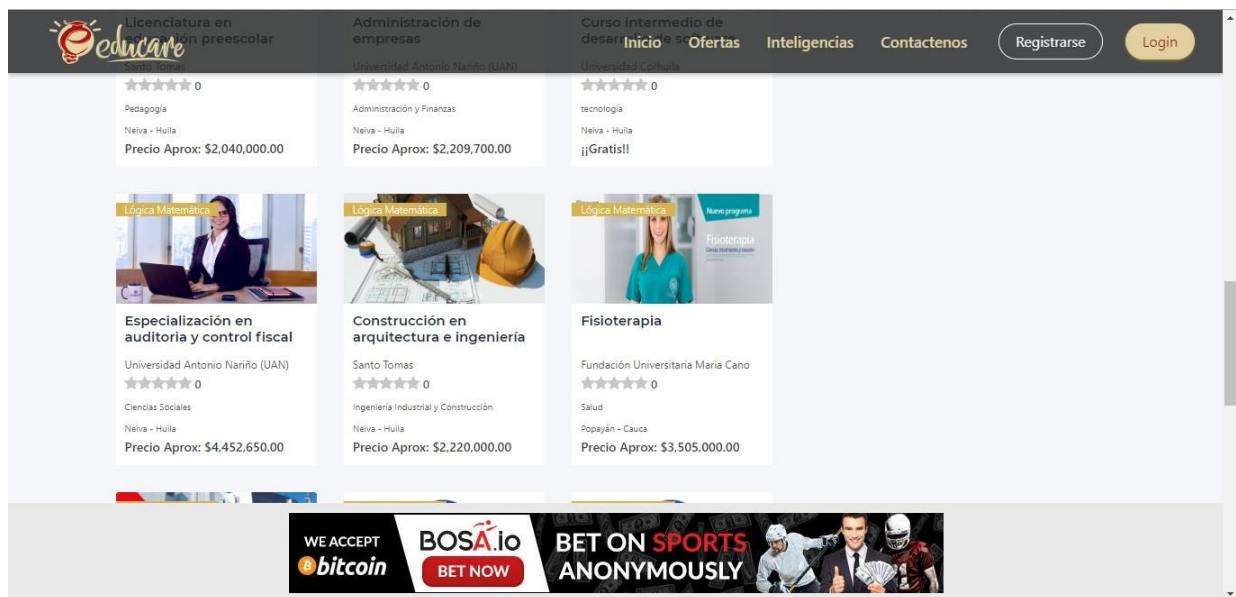 educare
Inicio
Ofertas
Inteligencias
Contactenos
Registrarse
Login
Licenciatura en
educación preescolar
Santo Tomas
0
Pedagogía
Neiva - Huila
Precio Aprox: $2,040,000.00
Administración de
empresas
Universidad Antonio Nariño (UAN)
0
Administración y Finanzas
Neiva - Huila
Precio Aprox: $2,209,700.00
Curso intermedio de
Universidad Corhuila
0
tecnología
Neiva - Huila
¡¡Gratis!!
Lógica Matemática
Especialización en
auditoria y control fiscal
Universidad Antonio Nariño (UAN)
0
Ciencias Sociales
Neiva - Huila
Precio Aprox: $4,452,650.00
Lógica Matemática
Construcción en
arquitectura e ingeniería
Santo Tomas
0
Ingeniería Industrial y Construcción
Neiva - Huila
Precio Aprox: $2,220,000.00
Lógica Matemática
Nuevo programa
Fisioterapia
Fisioterapia
Fundación Universitaria Maria Cano
0
Salud
Popayán - Cauca
Precio Aprox: $3,505,000.00
WE ACCEPT
bitcoin
BOSA.io
BET NOW
BET ON SPORTS
ANONYMOUSLY